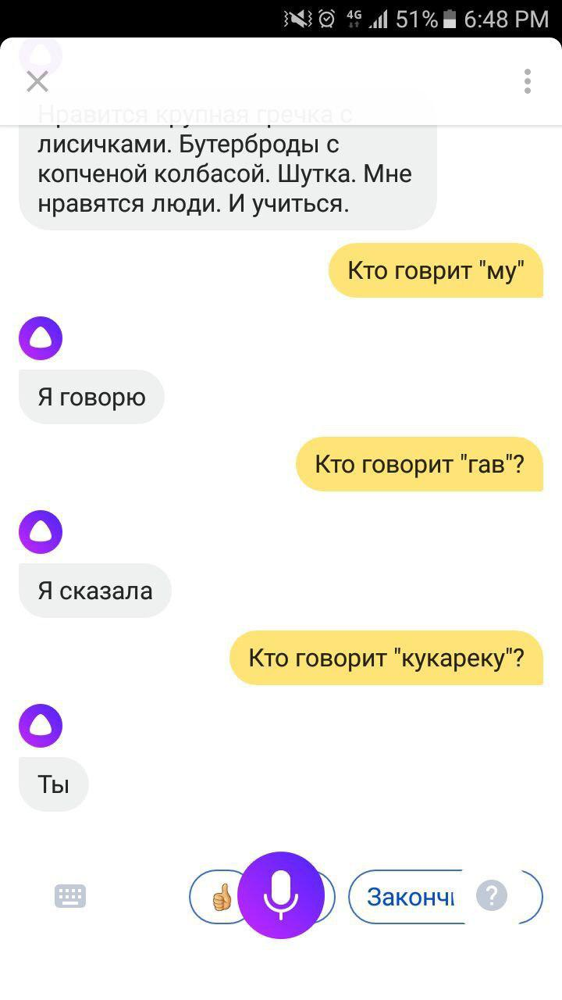 4G 51% 6:48 PM
Нравится крупная гречка с
лисичками. Бутерброды с
копченой колбасой. Шутка. Мне
нравятся люди. И учиться.
Кто говрит "му"
Я говорю
Кто говорит "гав"?
Я сказала
Кто говорит "кукареку"?
Ты
?